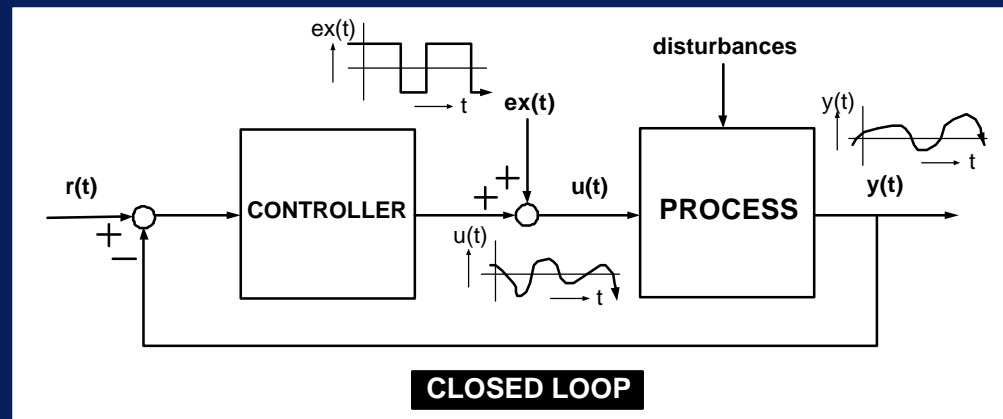 ex(t)
t
disturbances
ex(t)
y(t)
t
r(t)
+
−
CONTROLLER
+
+
u(t)
PROCESS
y(t)
u(t)
t
CLOSED LOOP